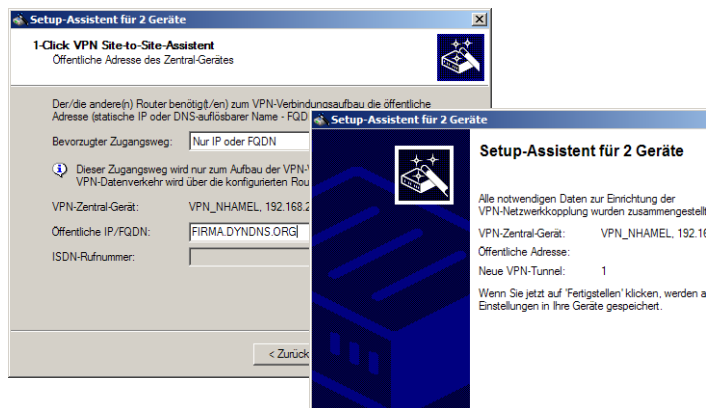 Setup-Assistent für 2 Geräte
1-Click VPN Site-to-Site-Assistent
Öffentliche Adresse des Zentral-Gerätes
Der/die andere(n) Router benötig(t/en) zum VPN-Verbindungsaufbau die öffentliche
Adresse (statische IP oder DNS-auflösbarer Name - FQD
Bevorzugter Zugangsweg: Nur IP oder FQDN
Dieser Zugangsweg wird nur zum Aufbau der VPN-
VPN-Datenverkehr wird über die konfigurierten Rou
VPN-Zentral-Gerät: VPN_NHAMEL, 192.168.2
Öffentliche IP/FQDN: FIRMA.DYNDNS.ORG
ISDN-Rufnummer:
< Zurück
Setup-Assistent für 2 Geräte
Setup-Assistent für 2 Geräte
Alle notwendigen Daten zur Einrichtung der
VPN-Netzwerkkopplung wurden zusammengestellt
VPN-Zentral-Gerät: VPN_NHAMEL, 192.16
Öffentliche Adresse:
Neue VPN-Tunnel: 1
Wenn Sie jetzt auf 'Fertigstellen' klicken, werden a
Einstellungen in Ihre Geräte gespeichert.